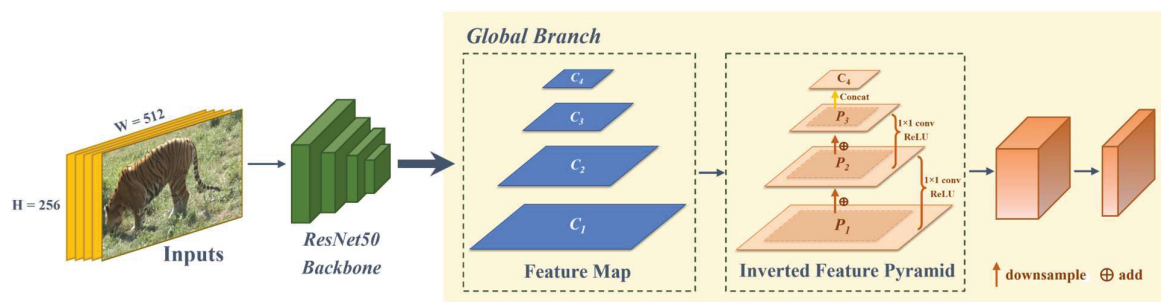 Global Branch
W = 512
H = 256
Inputs
ResNet50
Backbone
C4
C3
C2
C1
Feature Map
C4
Concat
P3
1×1 conv
ReLU
P2
1×1 conv
ReLU
P1
Inverted Feature Pyramid
downsample
add